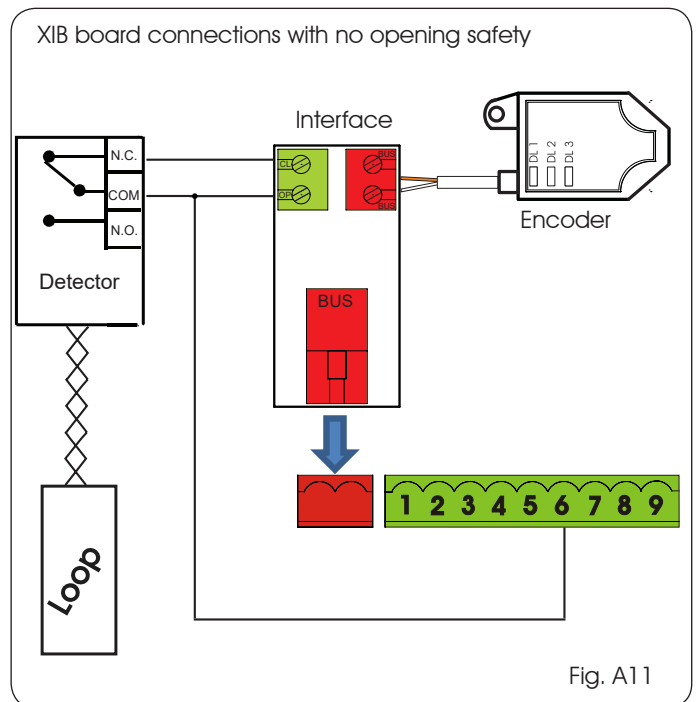 XIB board connections with no opening safety
Interface
N.C.
COM
N.O.
Detector
CL
OP
BUS
BUS
DL 1
DL 2
DL 3
Encoder
BUS
1 2 3 4 5 6 7 8 9
Loop
Fig. A11